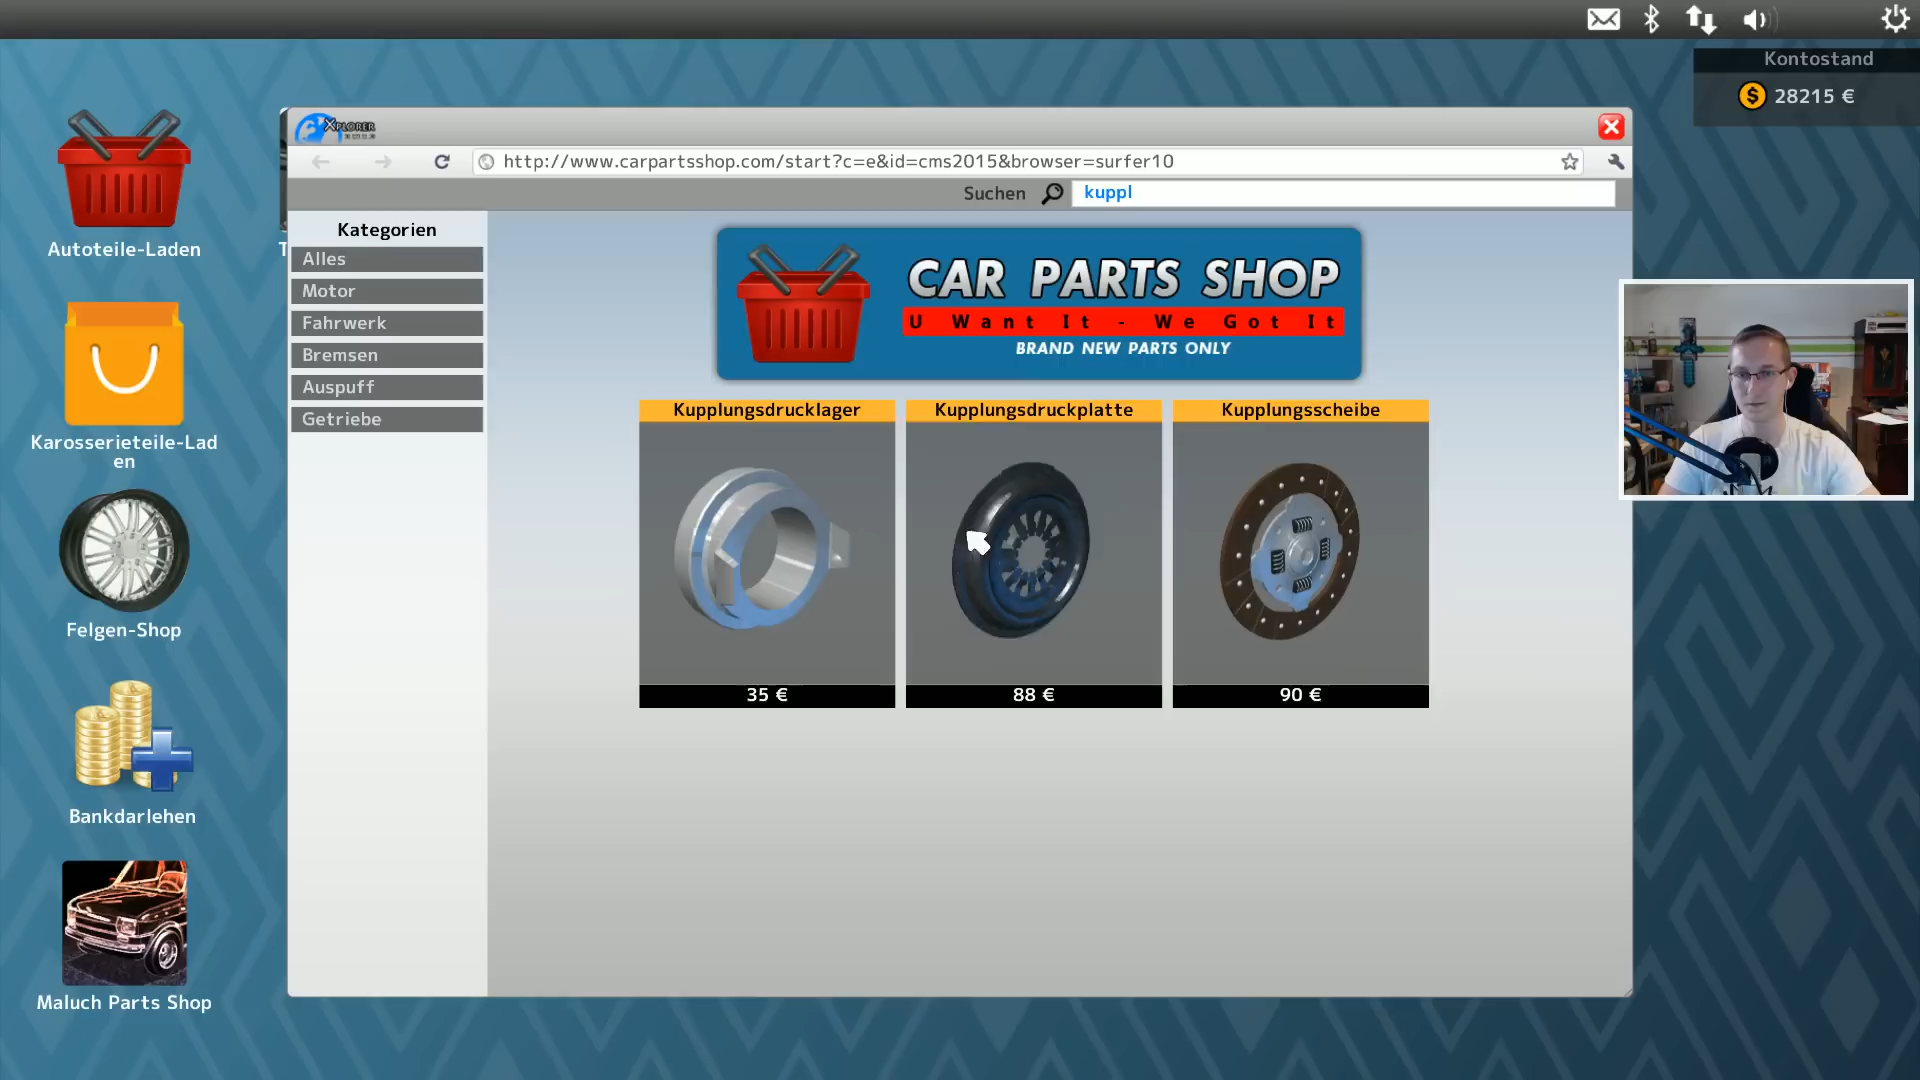 Kontostand
28215 €
XPLORER
http://www.carpartsshop.com/start?c=e&id=cms2015&browser=surfer10
Suchen
kuppl
Kategorien
Alles
Motor
Fahrwerk
Bremsen
Auspuff
Getriebe
CAR PARTS SHOP
U Want It - We Got It
BRAND NEW PARTS ONLY
Kupplungsdrucklager
35 €
Kupplungsdruckplatte
88 €
Kupplungsscheibe
90 €
Autoteile-Laden
Karosserieteile-Lad
en
Felgen-Shop
Bankdarlehen
Maluch Parts Shop
T